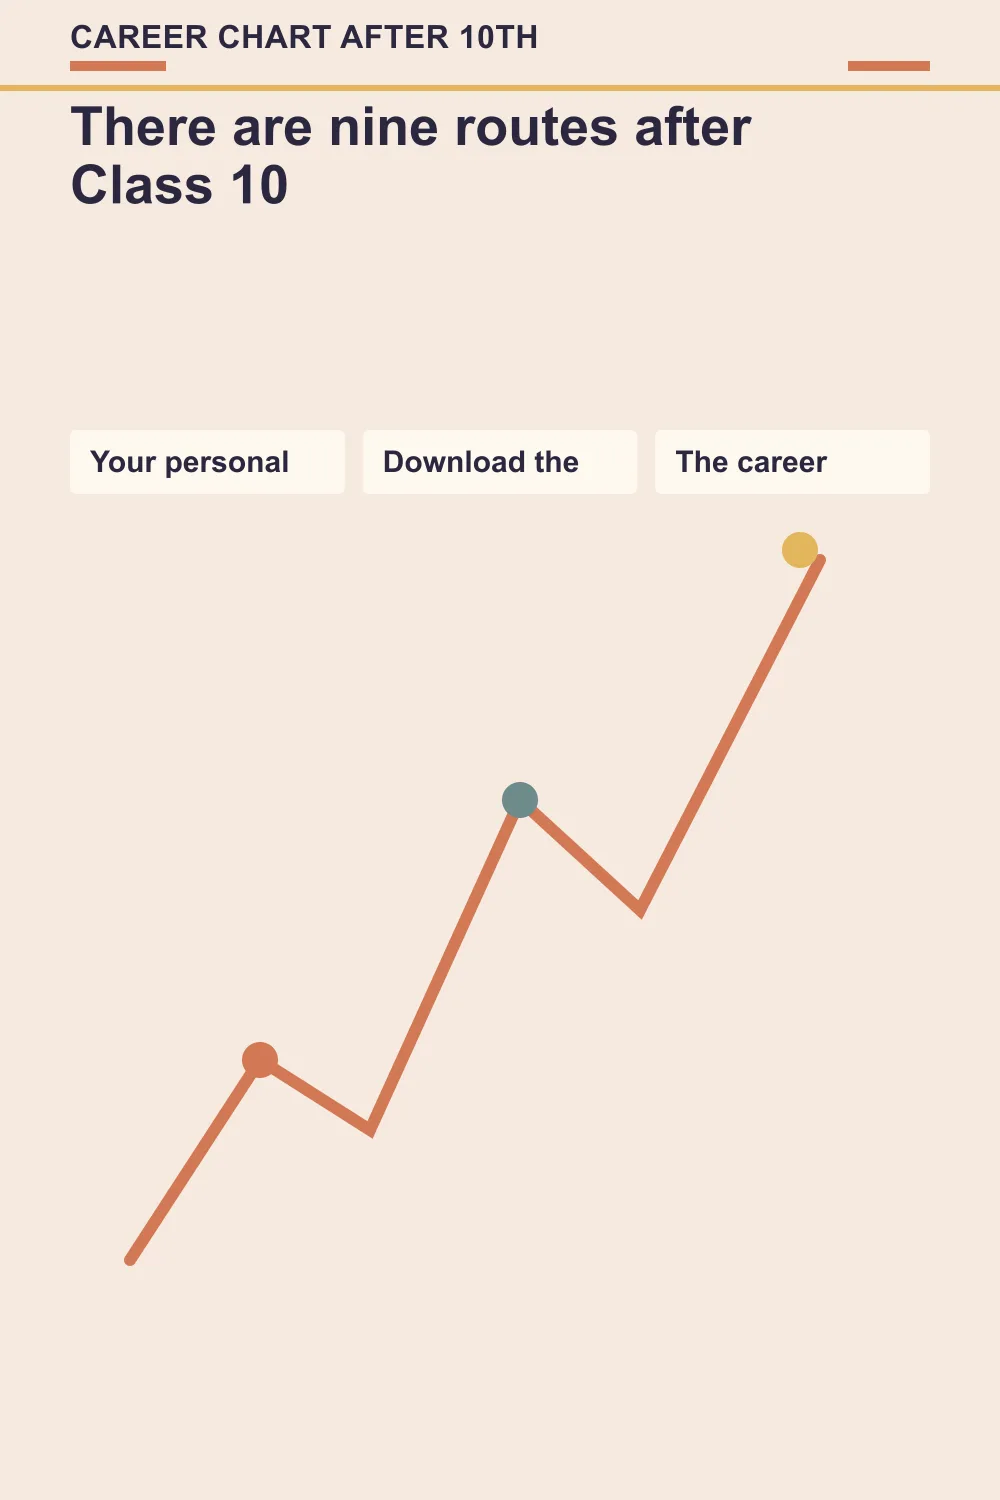 CAREER CHART AFTER 10TH
There are nine routes after
Class 10
Your personal
Download the
The career